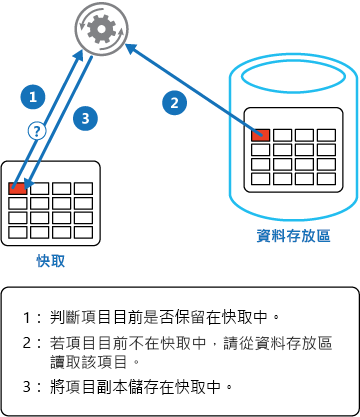 1
2
3
?
資料存放區
快取
1： 判斷項目目前是否保留在快取中。
2： 若項目目前不在快取中，請從資料存放區
讀取該項目。
3： 將項目副本儲存在快取中。